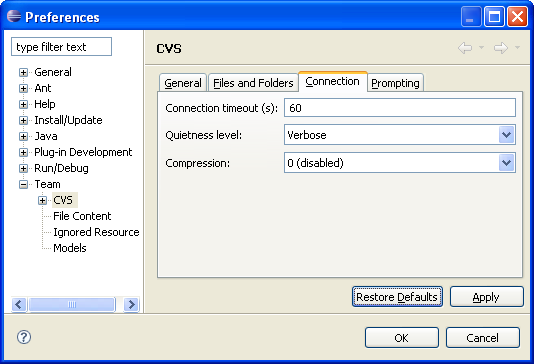 Preferences
type filter text
General
Ant
Help
Install/Update
Java
Plug-in Development
Run/Debug
Team
CVS
File Content
Ignored Resource
Models
CVS
General
Files and Folders
Connection
Prompting
Connection timeout (s): 60
Quietness level: Verbose
Compression: 0 (disabled)
Restore Defaults
Apply
?
OK
Cancel